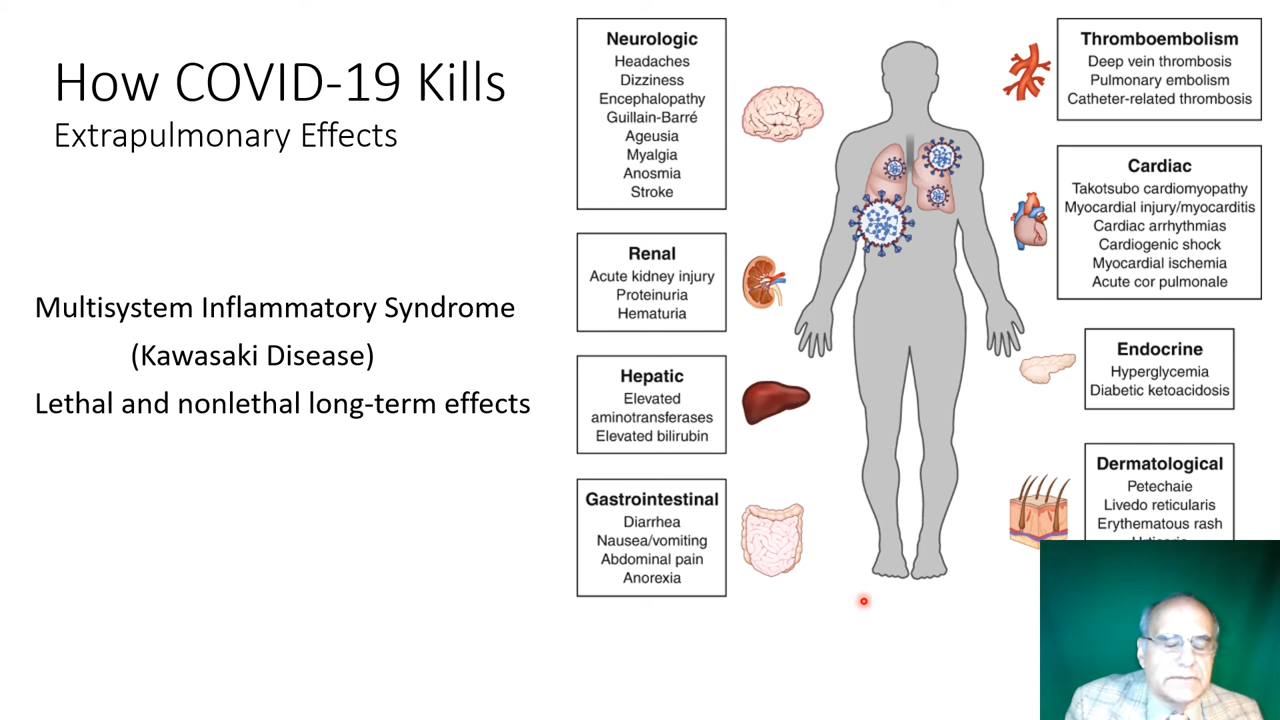 How COVID-19 Kills
Extrapulmonary Effects
Multisystem Inflammatory Syndrome
(Kawasaki Disease)
Lethal and nonlethal long-term effects
Neurologic
Headaches
Dizziness
Encephalopathy
Guillain-Barré
Ageusia
Myalgia
Anosmia
Stroke
Renal
Acute kidney injury
Proteinuria
Hematuria
Hepatic
Elevated
aminotransferases
Elevated bilirubin
Gastrointestinal
Diarrhea
Nausea/vomiting
Abdominal pain
Anorexia
Thromboembolism
Deep vein thrombosis
Pulmonary embolism
Catheter-related thrombosis
Cardiac
Takotsubo cardiomyopathy
Myocardial injury/myocarditis
Cardiac arrhythmias
Cardiogenic shock
Myocardial ischemia
Acute cor pulmonale
Endocrine
Hyperglycemia
Diabetic ketoacidosis
Dermatological
Petechaie
Livedo reticularis
Erythematous rash